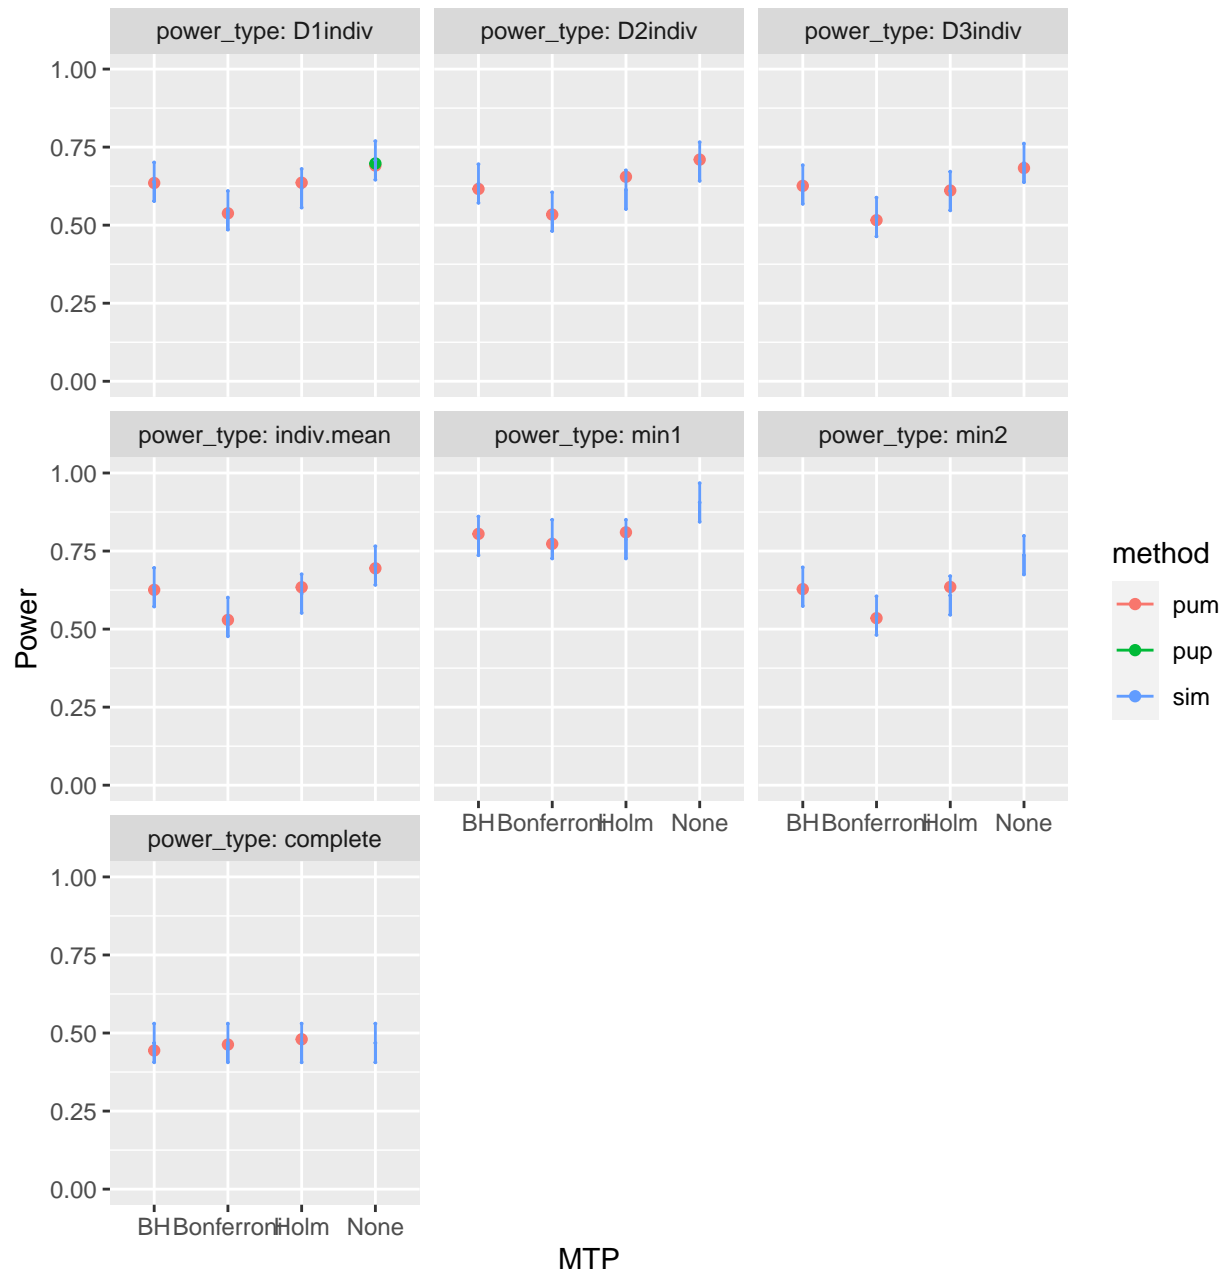 power_type: D1indiv
power_type: D2indiv
power_type: D3indiv
1.00
0.75
0.50
0.25
0.00
power_type: indiv.mean
power_type: min1
power_type: min2
1.00
0.75
0.50
0.25
0.00
BH Bonferroni Holm None
BH Bonferroni Holm None
power_type: complete
1.00
0.75
0.50
0.25
0.00
BH Bonferroni Holm None
MTP
Power
method
pum
pup
sim